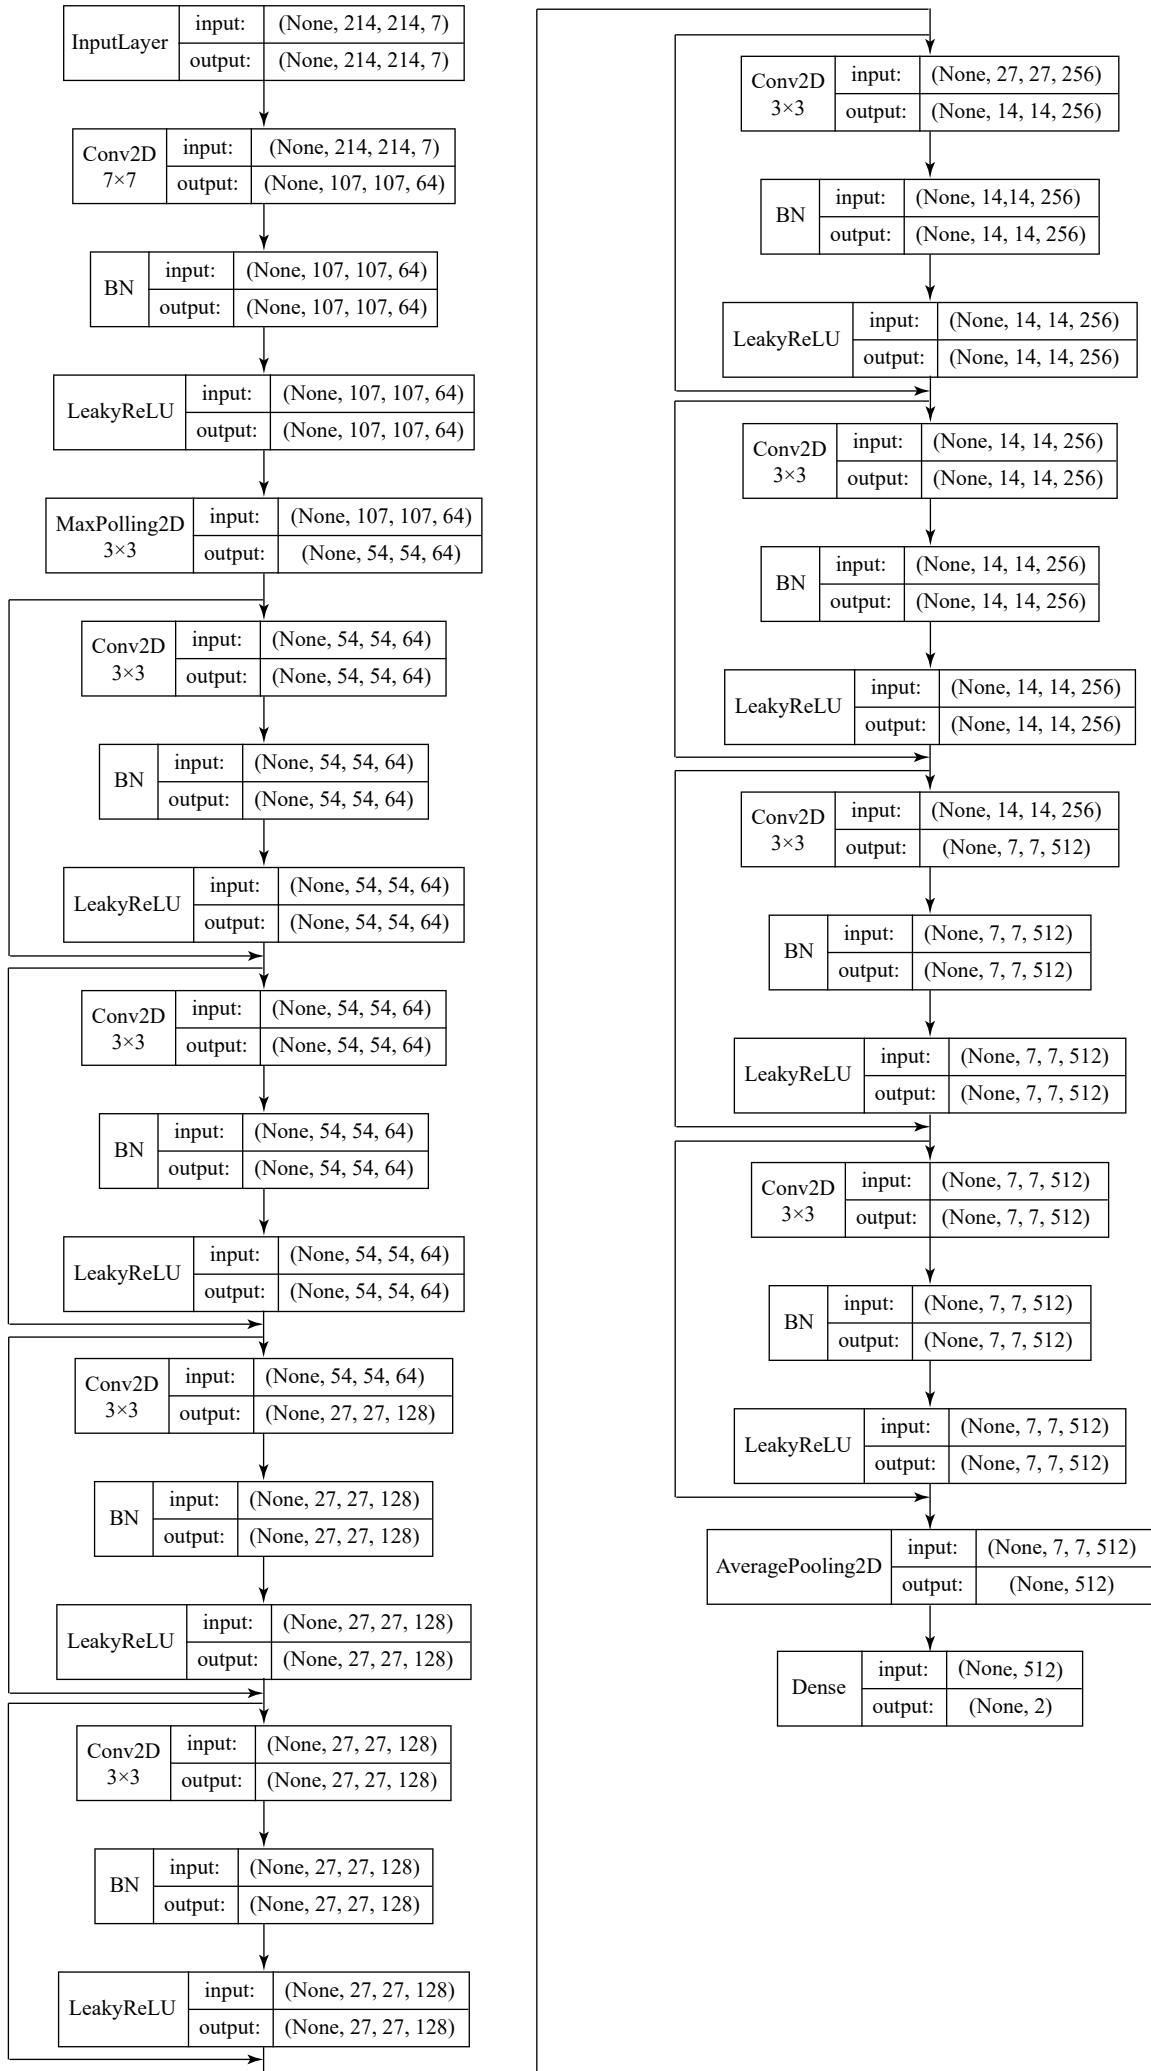 InputLayer input: (None, 214, 214, 7)
output: (None, 214, 214, 7)
Conv2D 7×7 input: (None, 214, 214, 7)
output: (None, 107, 107, 64)
BN input: (None, 107, 107, 64)
output: (None, 107, 107, 64)
LeakyReLU input: (None, 107, 107, 64)
output: (None, 107, 107, 64)
MaxPolling2D 3×3 input: (None, 107, 107, 64)
output: (None, 54, 54, 64)
Conv2D 3×3 input: (None, 54, 54, 64)
output: (None, 54, 54, 64)
BN input: (None, 54, 54, 64)
output: (None, 54, 54, 64)
LeakyReLU input: (None, 54, 54, 64)
output: (None, 54, 54, 64)
Conv2D 3×3 input: (None, 54, 54, 64)
output: (None, 54, 54, 64)
BN input: (None, 54, 54, 64)
output: (None, 54, 54, 64)
LeakyReLU input: (None, 54, 54, 64)
output: (None, 54, 54, 64)
Conv2D 3×3 input: (None, 54, 54, 64)
output: (None, 27, 27, 128)
BN input: (None, 27, 27, 128)
output: (None, 27, 27, 128)
LeakyReLU input: (None, 27, 27, 128)
output: (None, 27, 27, 128)
Conv2D 3×3 input: (None, 27, 27, 128)
output: (None, 27, 27, 128)
BN input: (None, 27, 27, 128)
output: (None, 27, 27, 128)
LeakyReLU input: (None, 27, 27, 128)
output: (None, 27, 27, 128)
Conv2D 3×3 input: (None, 27, 27, 256)
output: (None, 14, 14, 256)
BN input: (None, 14,14, 256)
output: (None, 14, 14, 256)
LeakyReLU input: (None, 14, 14, 256)
output: (None, 14, 14, 256)
Conv2D 3×3 input: (None, 14, 14, 256)
output: (None, 14, 14, 256)
BN input: (None, 14, 14, 256)
output: (None, 14, 14, 256)
LeakyReLU input: (None, 14, 14, 256)
output: (None, 14, 14, 256)
Conv2D 3×3 input: (None, 14, 14, 256)
output: (None, 7, 7, 512)
BN input: (None, 7, 7, 512)
output: (None, 7, 7, 512)
LeakyReLU input: (None, 7, 7, 512)
output: (None, 7, 7, 512)
Conv2D 3×3 input: (None, 7, 7, 512)
output: (None, 7, 7, 512)
BN input: (None, 7, 7, 512)
output: (None, 7, 7, 512)
LeakyReLU input: (None, 7, 7, 512)
output: (None, 7, 7, 512)
AveragePooling2D input: (None, 7, 7, 512)
output: (None, 512)
Dense input: (None, 512)
output: (None, 2)